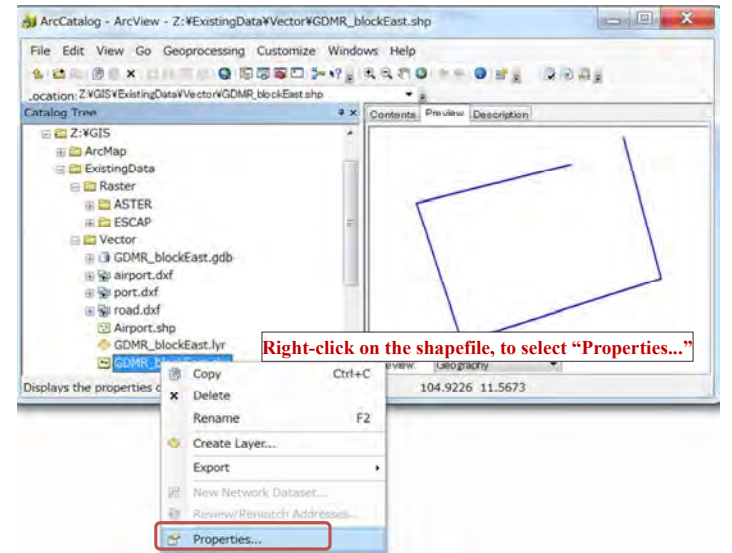 ArcCatalog - ArcView - Z:¥ExistingData¥Vector¥GDMR_blockEast.shp
File Edit View Go Geoprocessing Customize Windows Help
Location: Z:¥GIS¥ExistingData¥Vector¥GDMR_blockEast.shp
Catalog Tree
Contents Preview Description
Z:¥GIS
ArcMap
ExistingData
Raster
ASTER
ESCAP
Vector
GDMR_blockEast.gdb
airport.dxf
port.dxf
road.dxf
Airport.shp
GDMR_blockEast.lyr
Right-click on the shapefile, to select “Properties...”
GDMR_blockEast.shp
Geography
Displays the properties
104.9226 11.5673
Copy Ctrl+C
Delete
Rename F2
Create Layer...
Export
New Network Dataset...
Review/Rematch Addresses...
Properties...